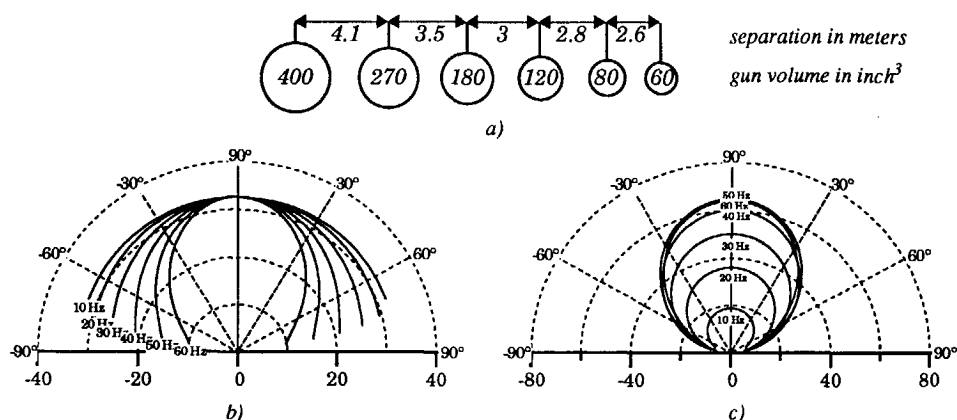 4.1 3.5 3 2.8 2.6 separation in meters
400 270 180 120 80 60 gun volume in inch³
a)
90°
-30° 30°
-60° 60°
10 Hz
20 Hz
30 Hz
40 Hz
50 Hz
60 Hz
-90° 90°
-40 -20 0 20 40
b)
90°
-30° 30°
50 Hz
60 Hz
40 Hz
30 Hz
-60° 60°
20 Hz
10 Hz
-90° 90°
-80 -40 0 40 80
c)